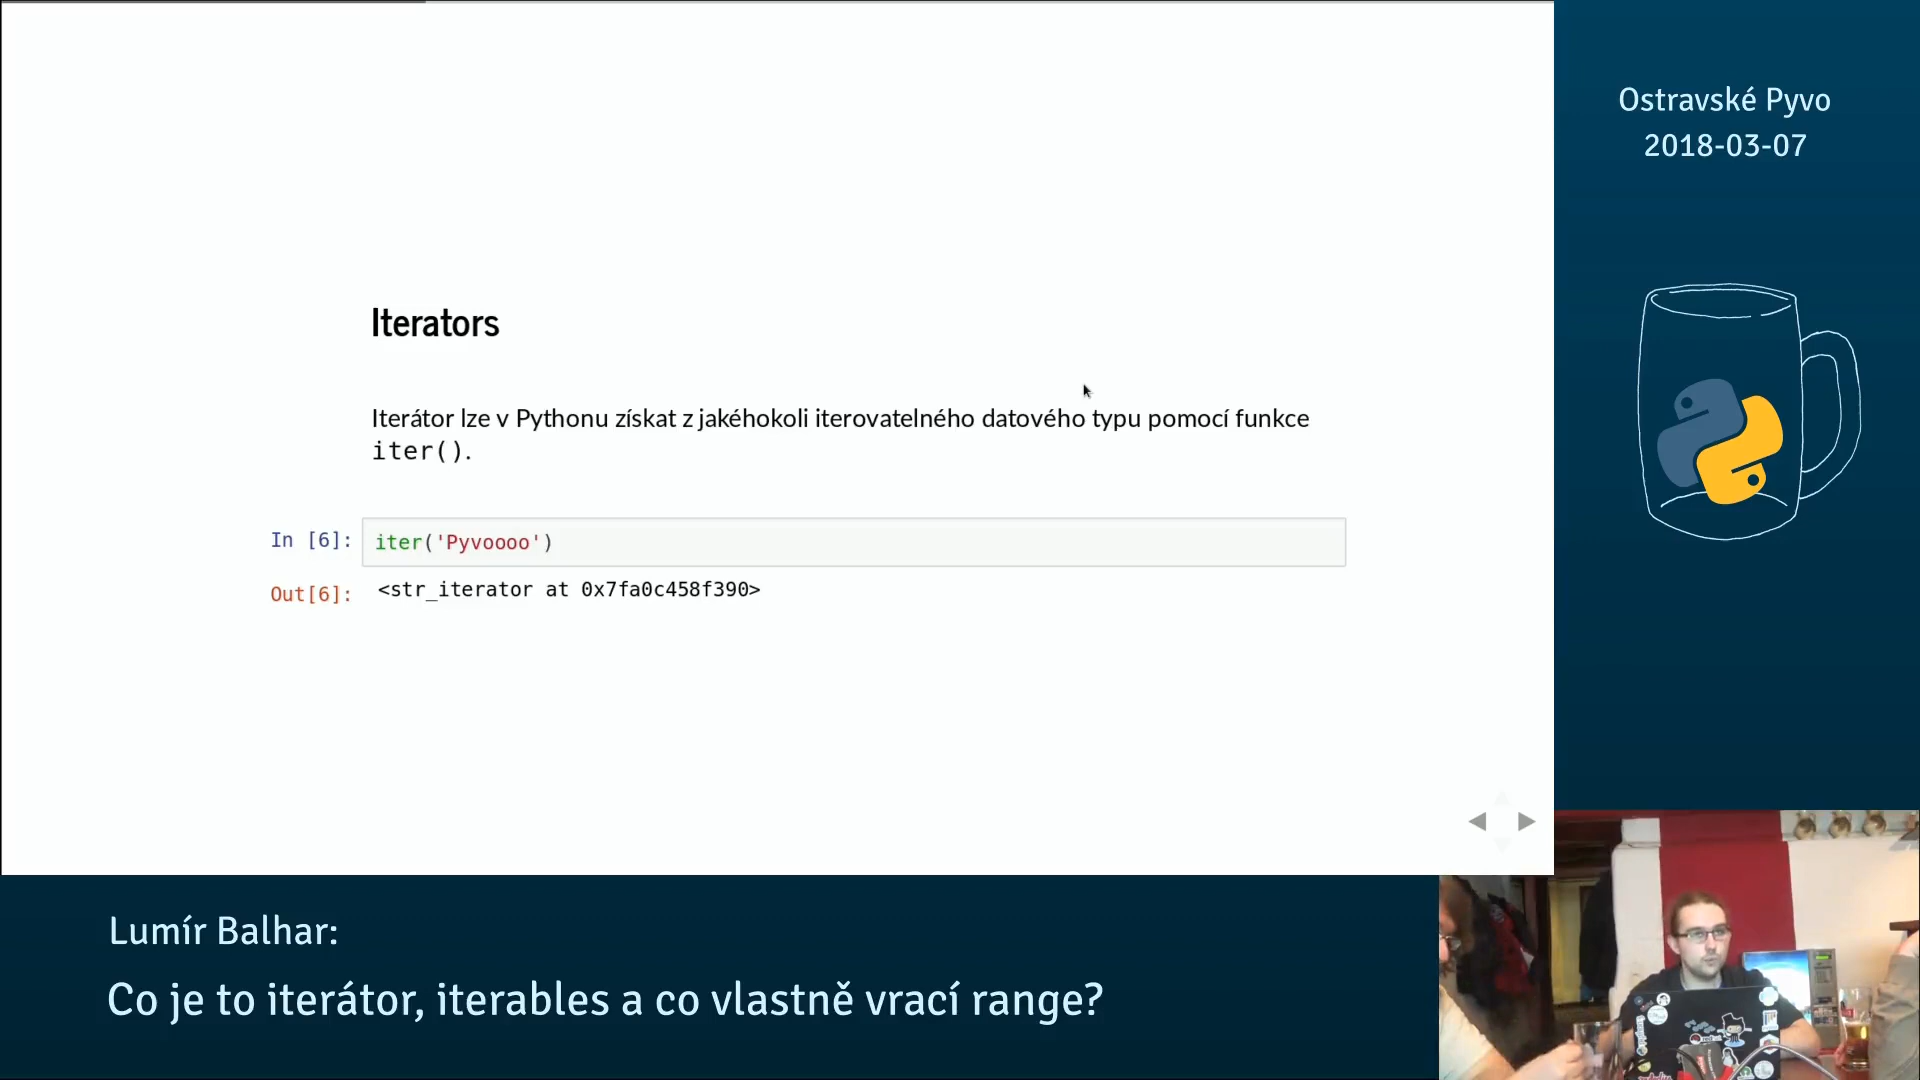 Iterators
Iterátor lze v Pythonu získat z jakéhokoli iterovatelného datového typu pomocí funkce
iter().
In [6]:
iter('Pyvoooo')
Out[6]:
<str_iterator at 0x7fa0c458f390>
Ostravské Pyvo
2018-03-07
Lumír Balhar:
Co je to iterátor, iterables a co vlastně vrací range?